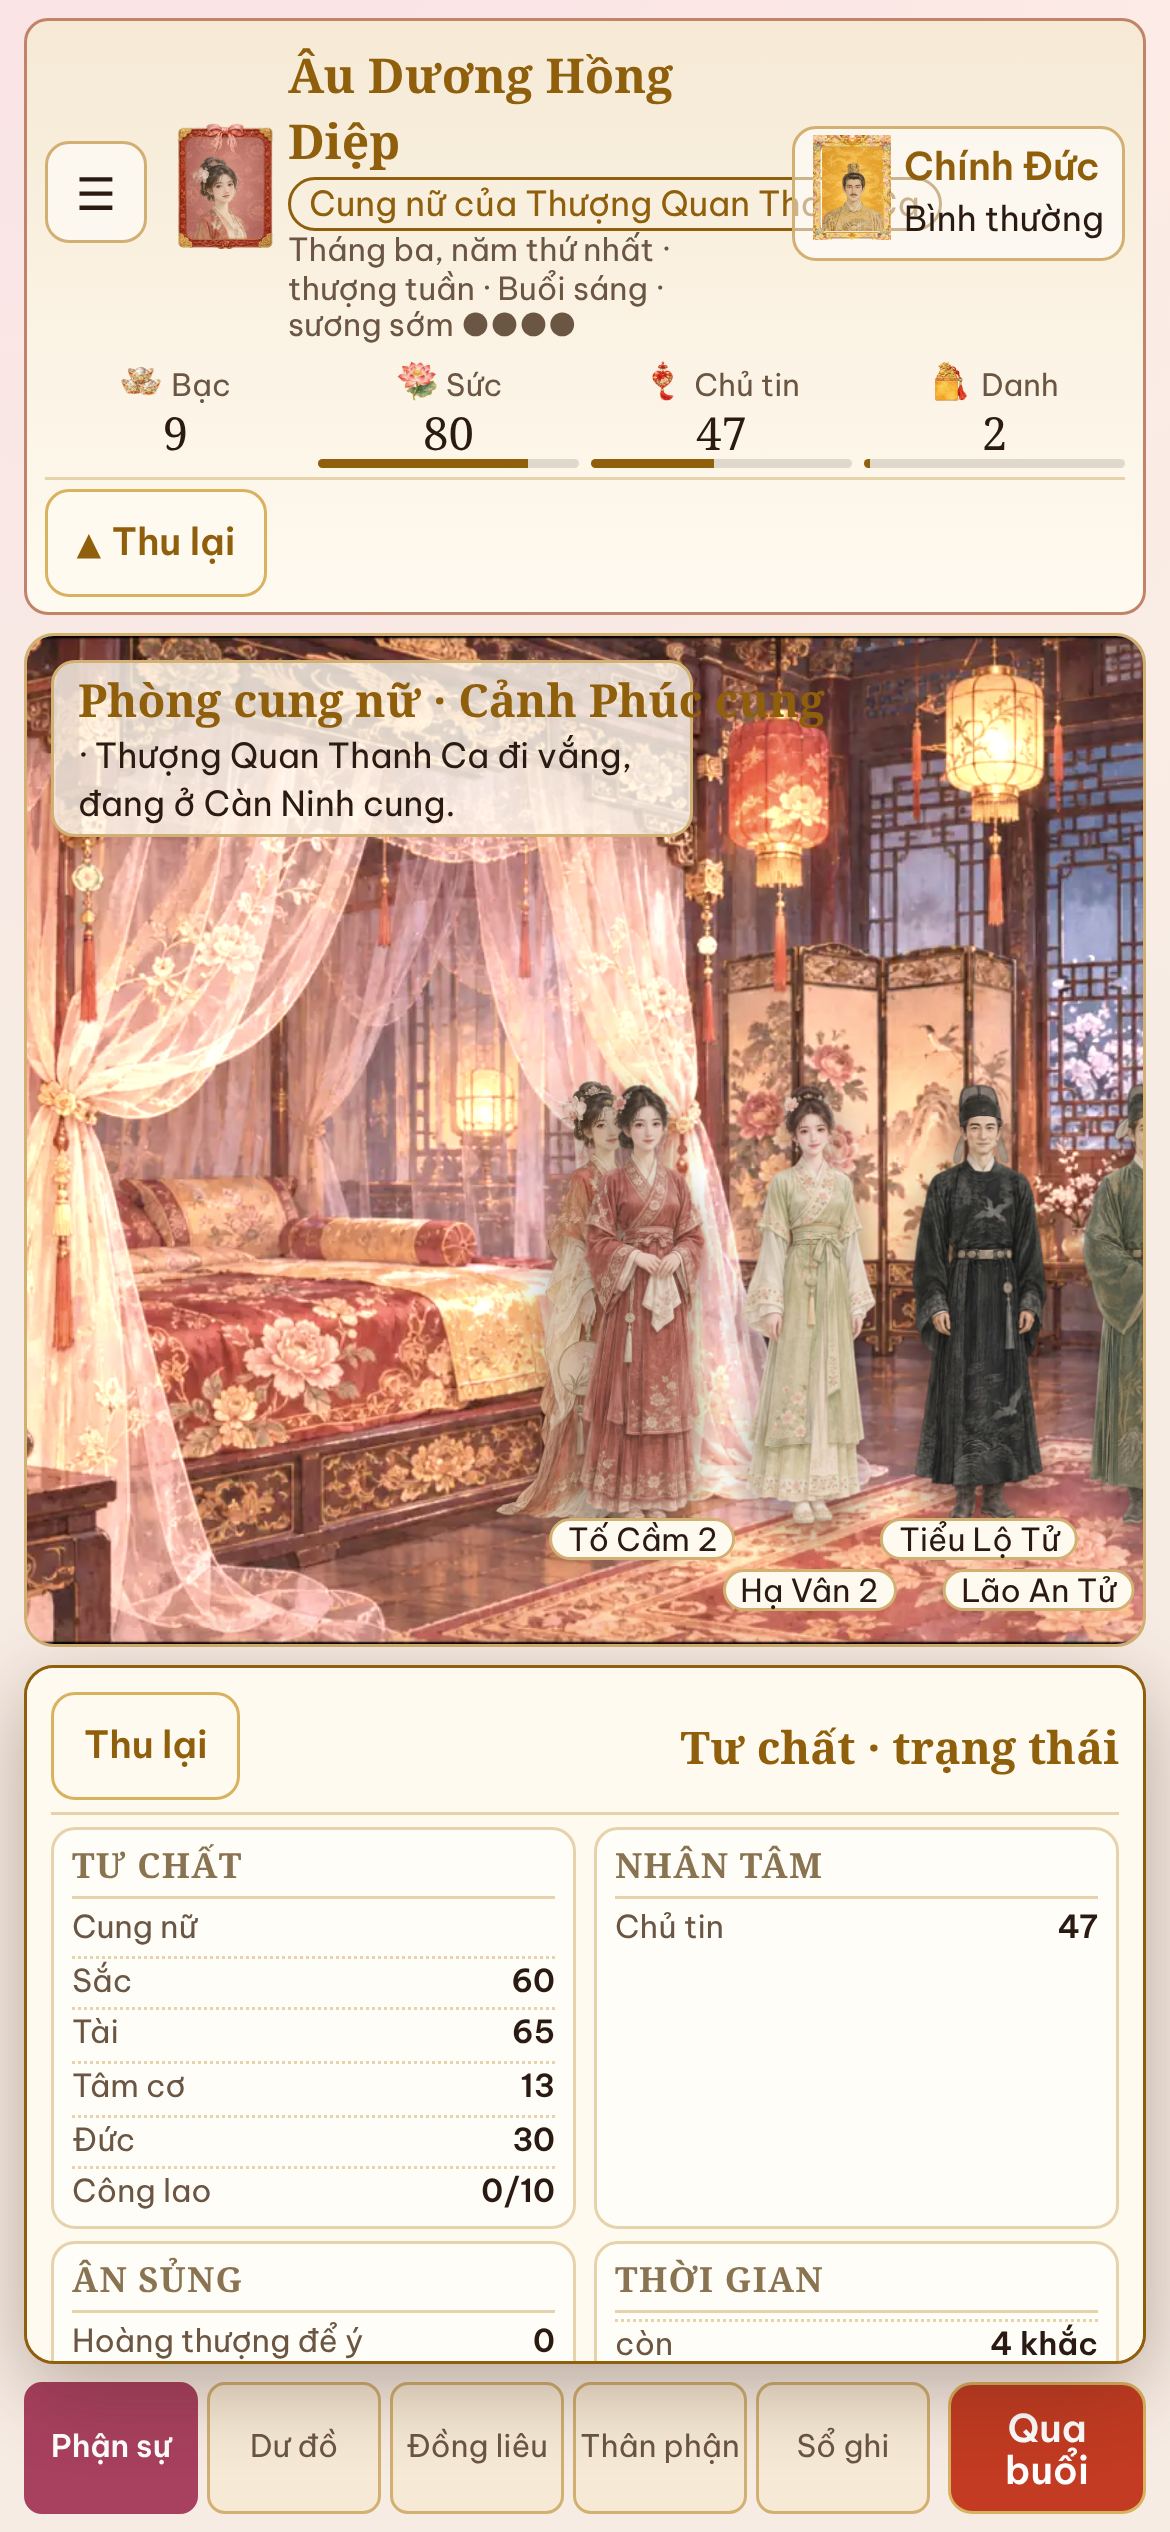 Âu Dương Hồng
Diệp
Cung nữ của Thượng Quan
Tháng ba, năm thứ nhất ·
thượng tuần · Buổi sáng ·
sương sớm ●●●●
☰
Chính Đức
Bình thường
Bạc
9
Sức
80
Chủ tin
47
Danh
2
▲ Thu lại
Phòng cung nữ · Cảnh Phúc cung
· Thượng Quan Thanh Ca đi vắng,
đang ở Càn Ninh cung.
Tố Cầm 2
Tiểu Lộ Tử
Hạ Vân 2
Lão An Tử
Thu lại
Tư chất · trạng thái
TƯ CHẤT
Cung nữ
Sắc 60
Tài 65
Tâm cơ 13
Đức 30
Công lao 0/10
NHÂN TÂM
Chủ tin 47
ÂN SỦNG
Hoàng thượng để ý 0
THỜI GIAN
còn 4 khắc
Phận sự
Dư đồ
Đồng liêu
Thân phận
Sổ ghi
Qua
buổi